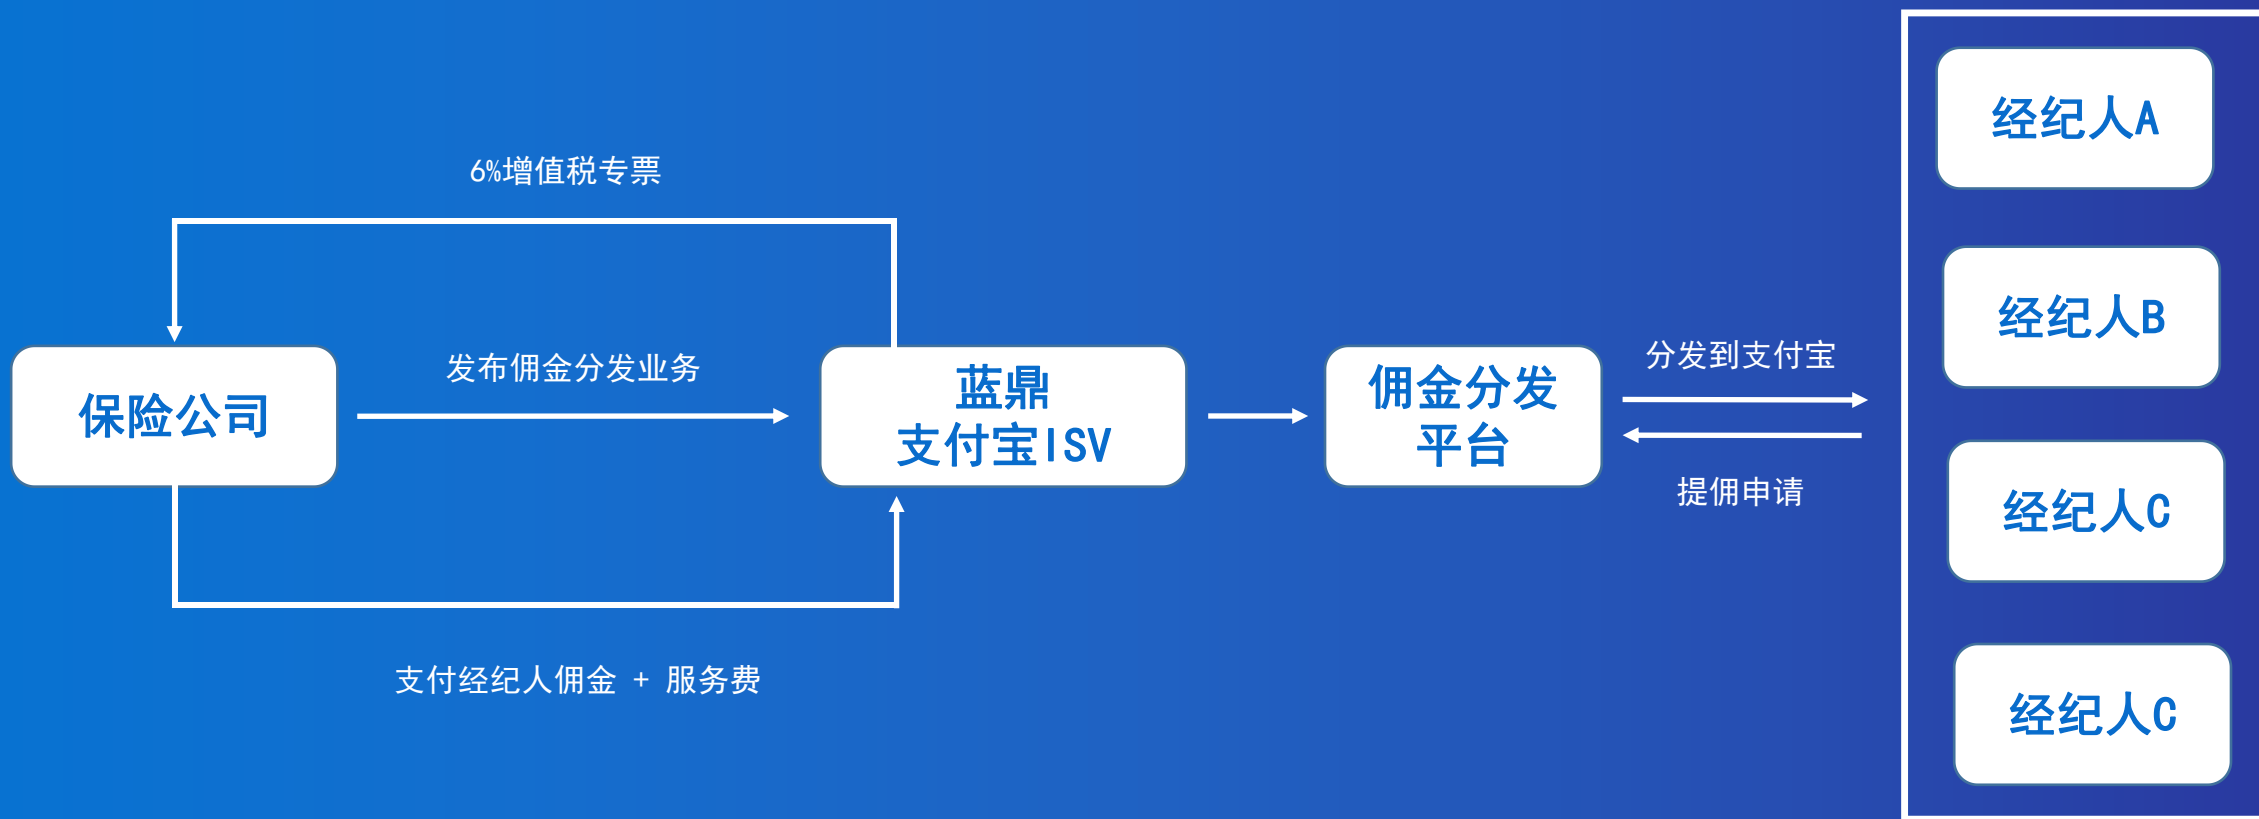 6%增值税专票
保险公司
发布佣金分发业务
蓝鼎
支付宝ISV
支付经纪人佣金 + 服务费
佣金分发
平台
分发到支付宝
提佣申请
经纪人A
经纪人B
经纪人C
经纪人C